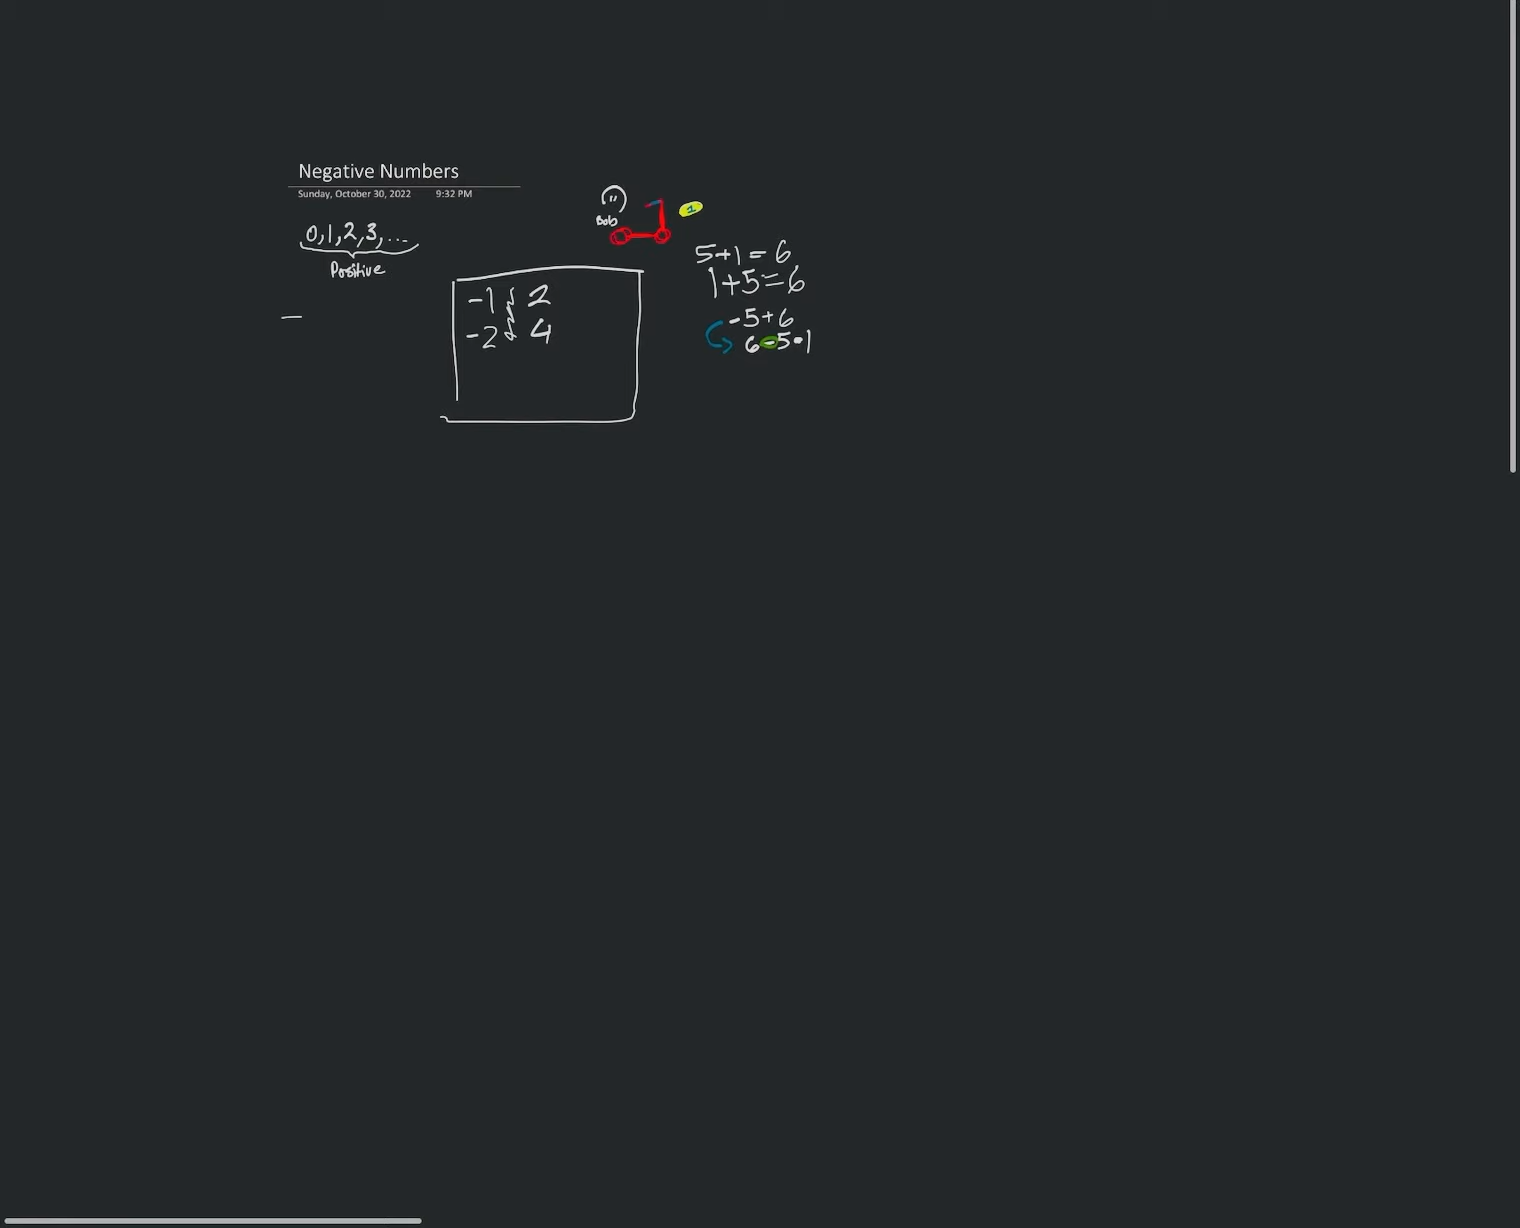 Negative Numbers
Sunday, October 30, 2022 9:32 PM
0,1,2,3,...
Positive
Bob
1
5+1=6
1+5=6
-1 2
-2 4
-5+6
6-5=1